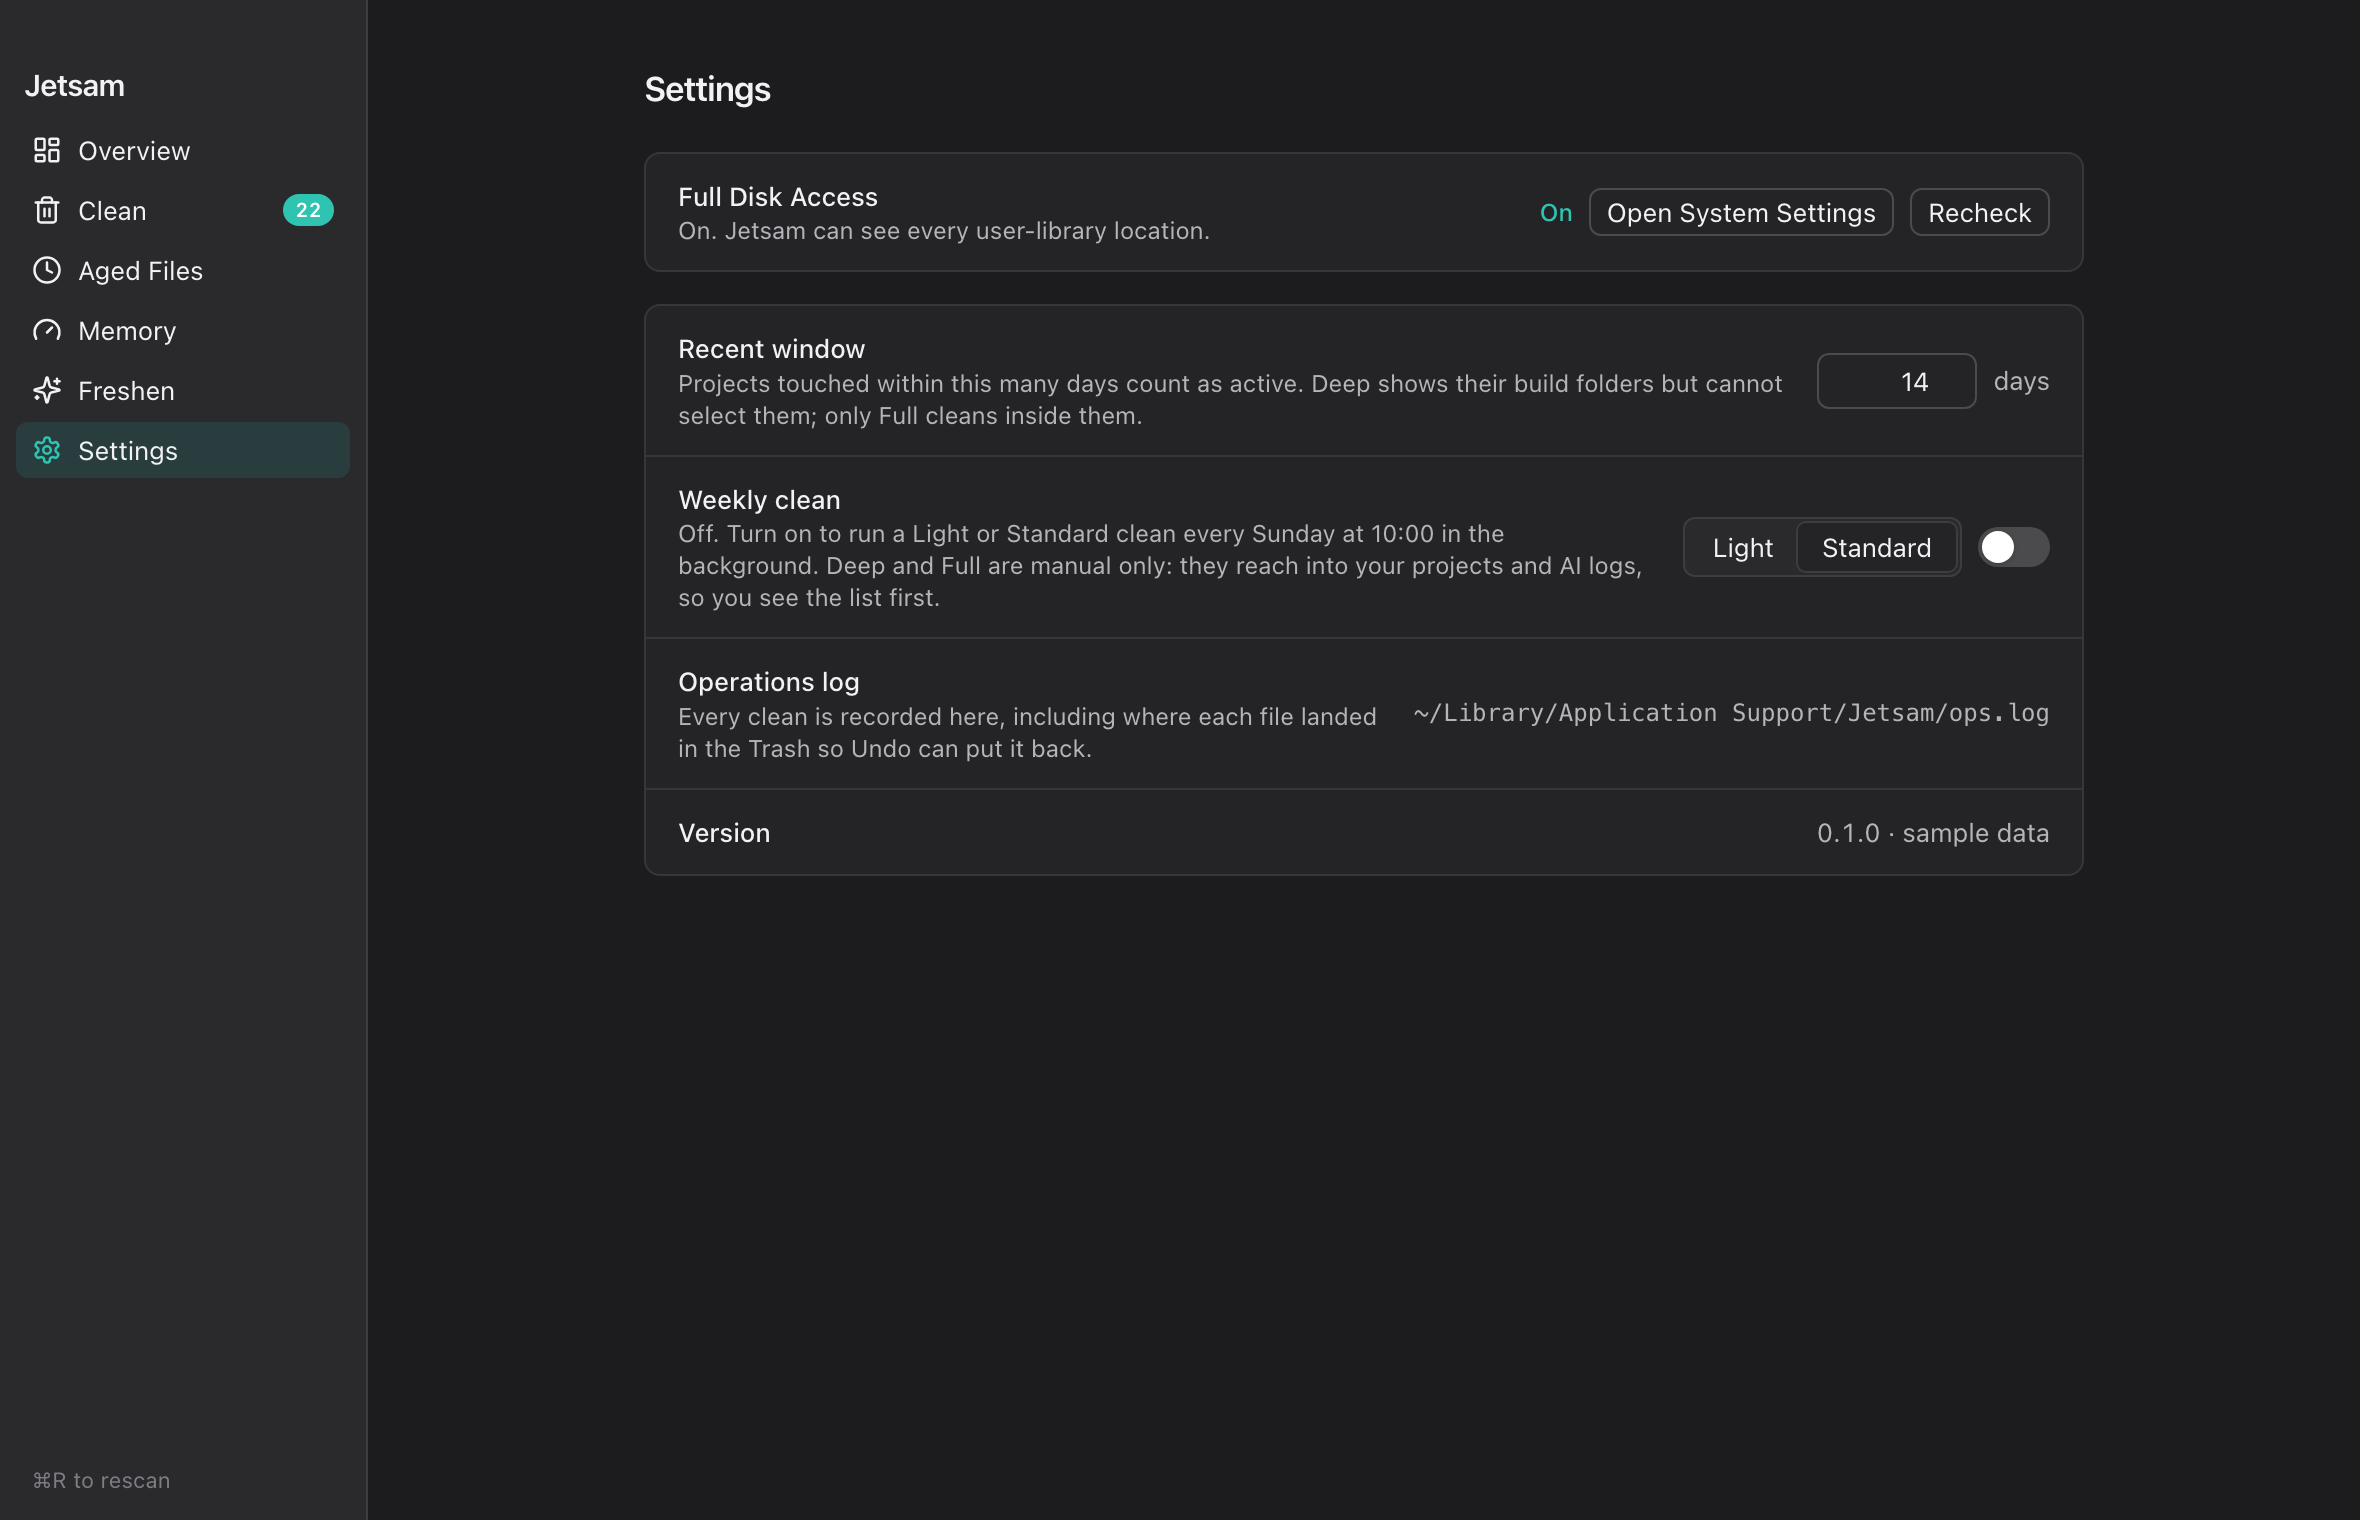 Jetsam
Overview
Clean 22
Aged Files
Memory
Freshen
Settings
⌘R to rescan
Settings
Full Disk Access
On. Jetsam can see every user-library location.
On Open System Settings Recheck
Recent window
Projects touched within this many days count as active. Deep shows their build folders but cannot
select them; only Full cleans inside them.
14 days
Weekly clean
Off. Turn on to run a Light or Standard clean every Sunday at 10:00 in the
background. Deep and Full are manual only: they reach into your projects and AI logs,
so you see the list first.
Light Standard
Operations log
Every clean is recorded here, including where each file landed
in the Trash so Undo can put it back.
~/Library/Application Support/Jetsam/ops.log
Version
0.1.0 · sample data